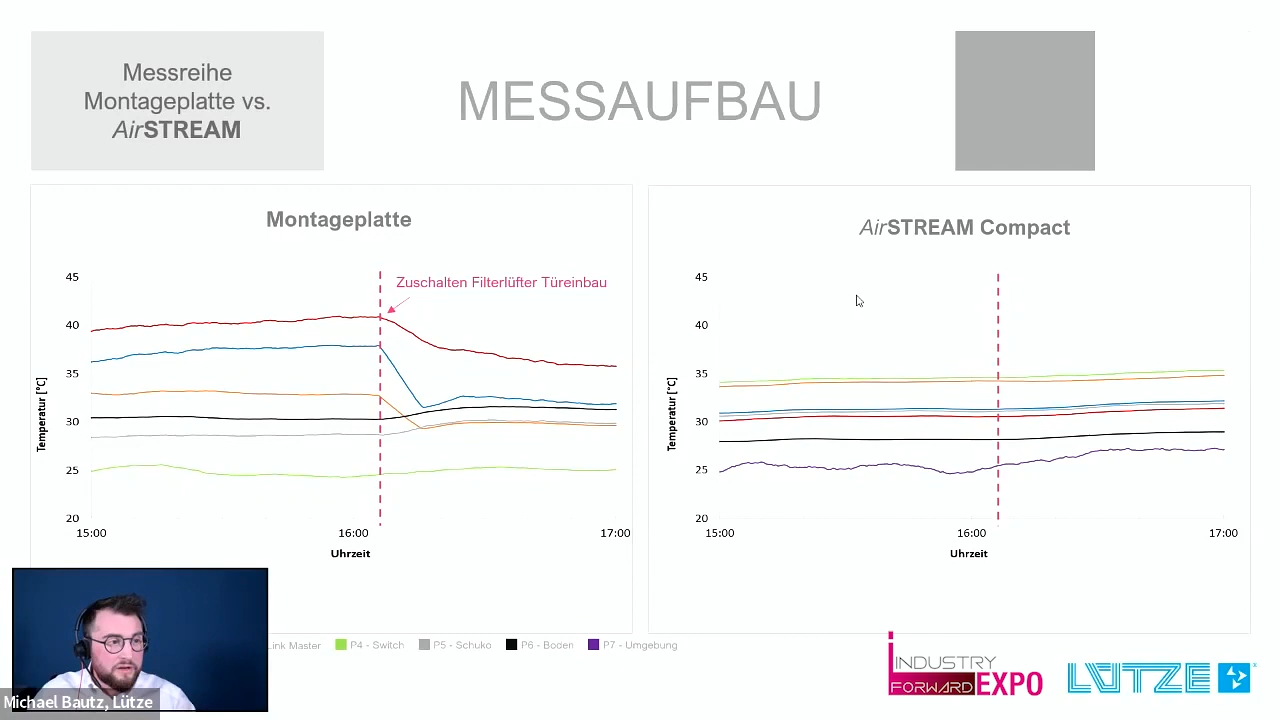 Messreihe
Montageplatte vs.
AirSTREAM
MESSAUFBAU
Montageplatte
Zuschalten Filterlüfter Türeinbau
45
40
35
30
25
20
Temperatur [°C]
15:00 16:00 17:00
Uhrzeit
AirSTREAM Compact
45
40
35
30
25
20
Temperatur [°C]
15:00 16:00 17:00
Uhrzeit
Link Master P4 - Switch P5 - Schuko P6 - Boden P7 - Umgebung
INDUSTRY
FORWARD EXPO
LÜTZE
Michael Bautz, Lütze